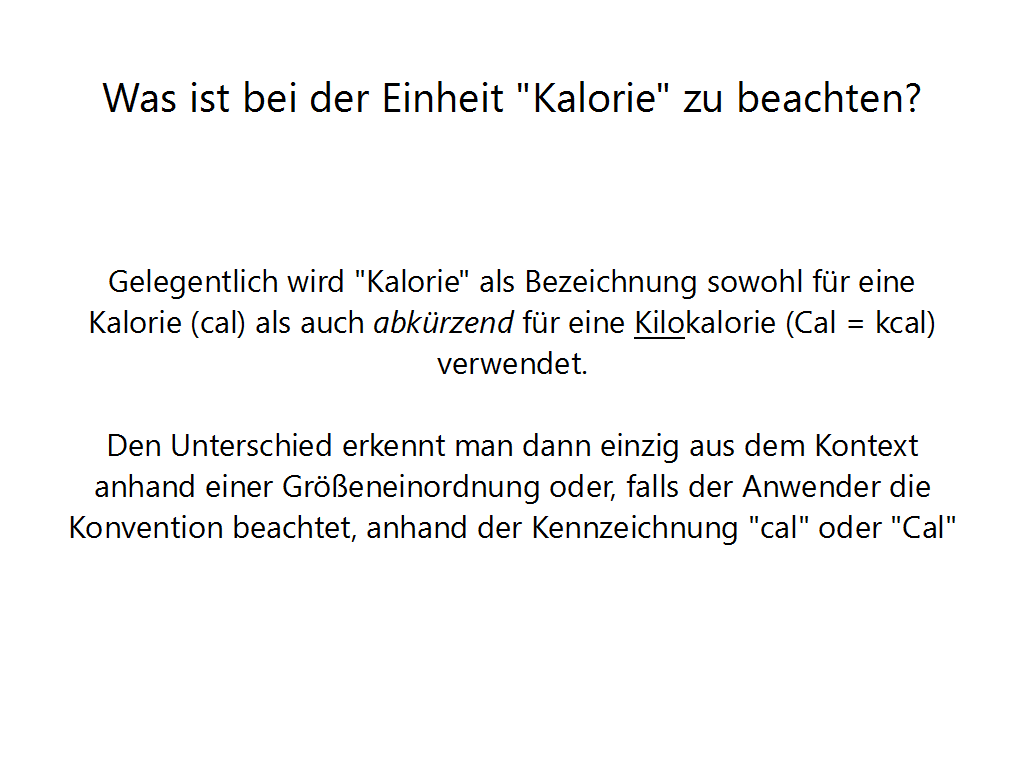 Was ist bei der Einheit "Kalorie" zu beachten?
Gelegentlich wird "Kalorie" als Bezeichnung sowohl für eine
Kalorie (cal) als auch abkürzend für eine Kilokalorie (Cal = kcal)
verwendet.
Den Unterschied erkennt man dann einzig aus dem Kontext
anhand einer Größeneinordnung oder, falls der Anwender die
Konvention beachtet, anhand der Kennzeichnung "cal" oder "Cal"